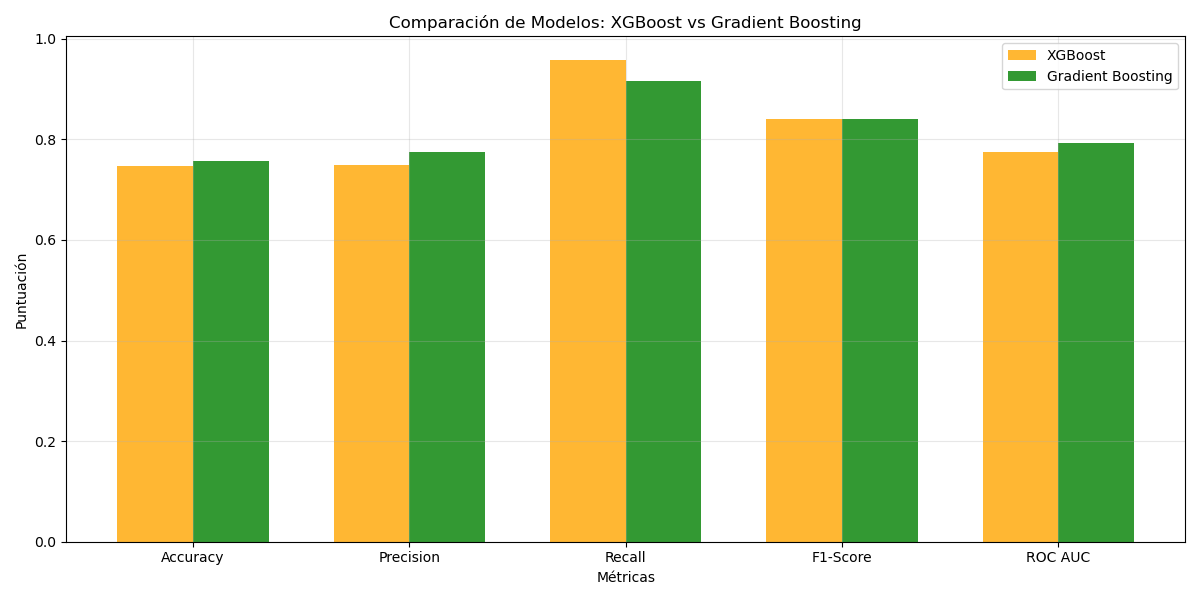 Comparación de Modelos: XGBoost vs Gradient Boosting
XGBoost
Gradient Boosting
Puntuación
1.0
0.8
0.6
0.4
0.2
0.0
Accuracy
Precision
Recall
F1-Score
ROC AUC
Métricas